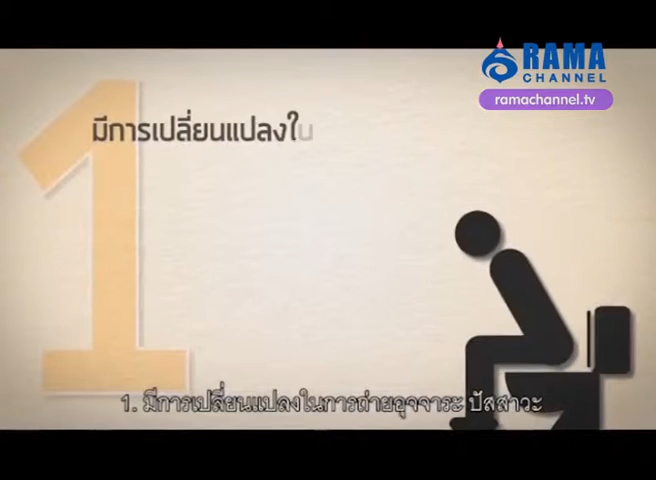 RAMA
CHANNEL
ramachannel.tv
1
มีการเปลี่ยนแปลงใน
1. มีการเปลี่ยนแปลงในการถ่ายอุจจาระ ปัสสาวะ